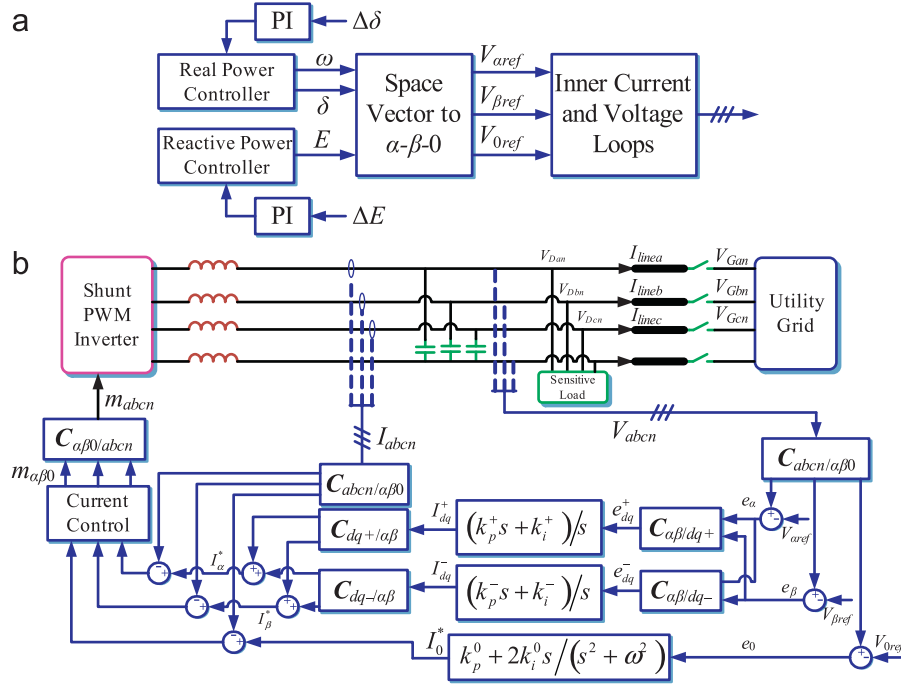 a
PI
Δδ
Real Power
Controller
ω
δ
Reactive Power
Controller
E
PI
ΔE
Space
Vector to
α-β-0
Vαref
Vβref
V0ref
Inner Current
and Voltage
Loops
b
Shunt
PWM
Inverter
VDan
VDbn
VDcn
Ilinea
Ilineb
Ilinec
VGan
VGbn
VGcn
Utility
Grid
Sensitive
Load
mabcn
Iabcn
Vabcn
Cαβ0/abcn
mαβ0
Current
Control
Cabcn/αβ0
Cabcn/αβ0
Cdq+/αβ
I+dq
(k+p s + k+i)/s
e+dq
Cαβ/dq+
eα
Vαref
Cdq−/αβ
I−dq
(k−p s + k−i)/s
e−dq
Cαβ/dq−
eβ
Vβref
I*α
I*β
I*0
k0p + 2k0i s/(s2 + ω2)
e0
V0ref
+
−
+
−
+
−
+
+
+
+
+
−
+
−
+
−